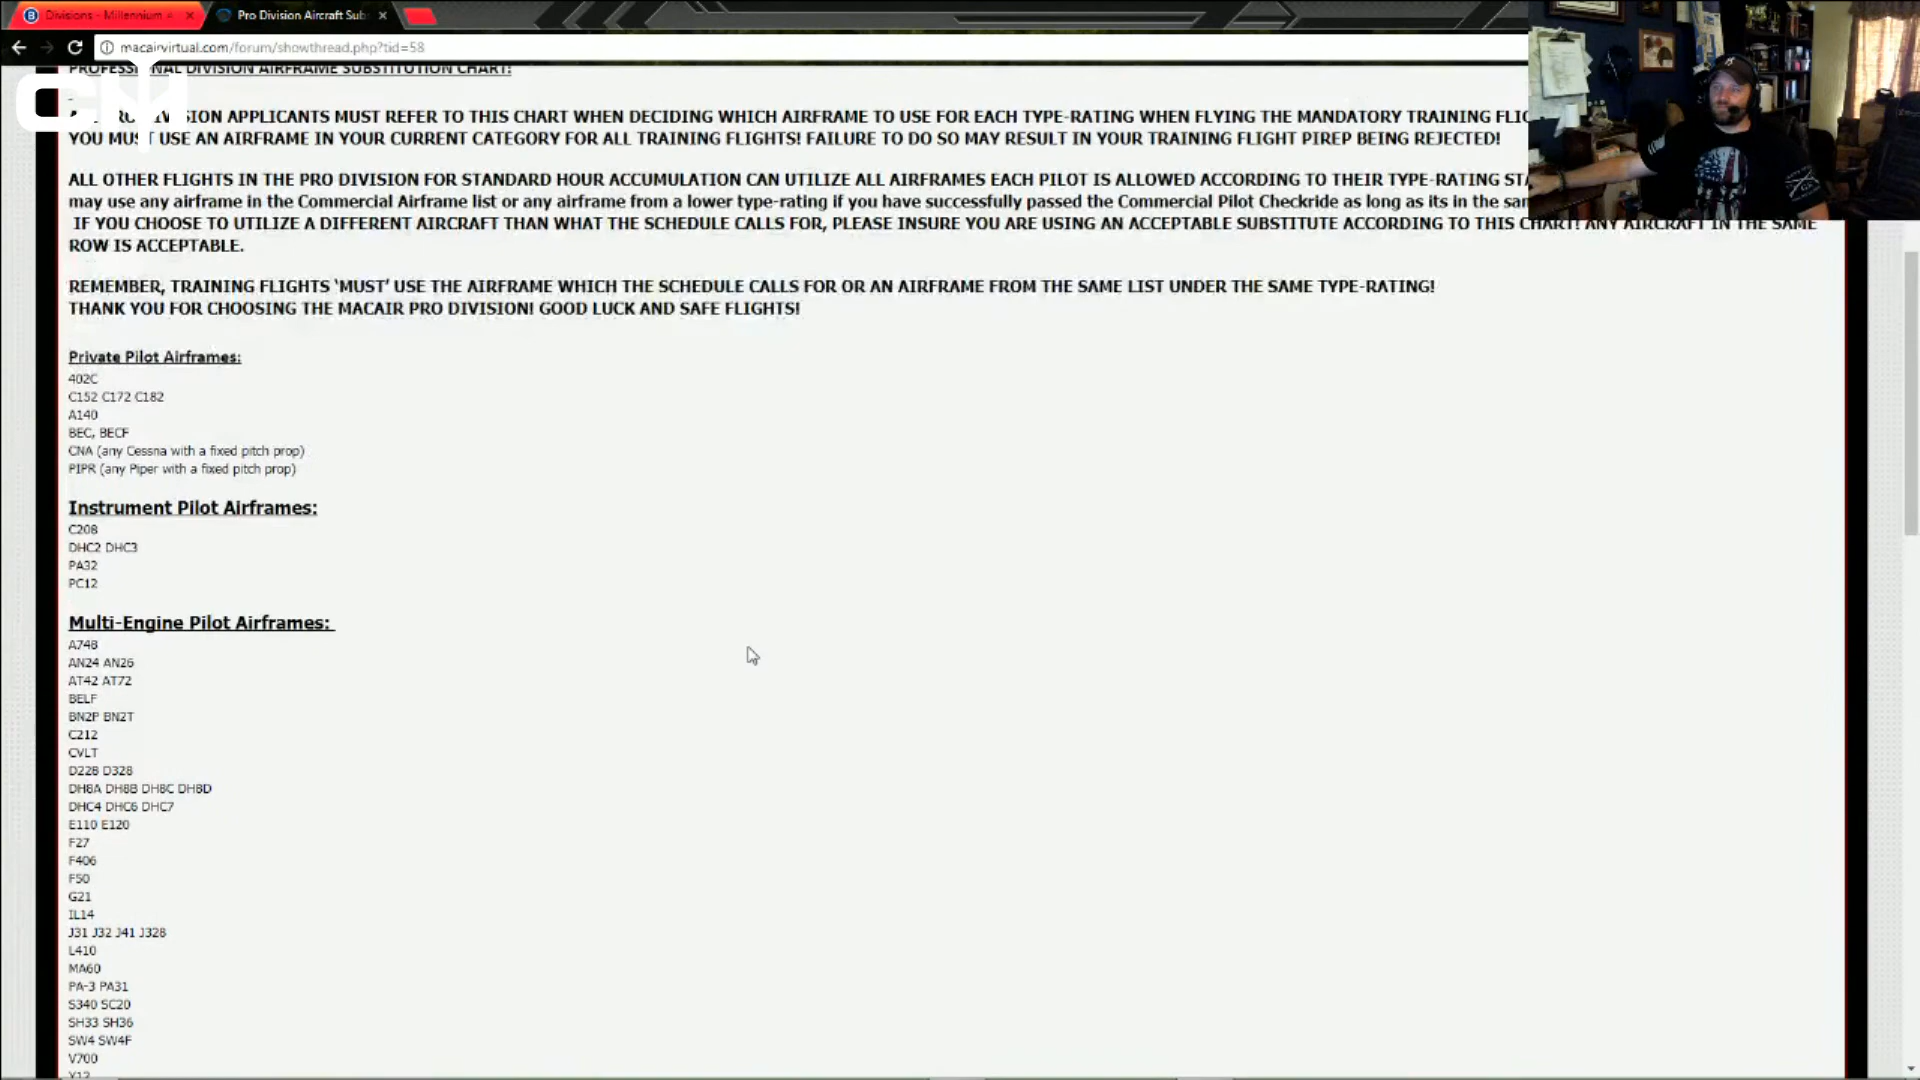 Divisions - Millennium
Pro Division Aircraft Sub
macairvirtual.com/forum/showthread.php?tid=58
PROFESSIONAL DIVISION AIRFRAME SUBSTITUTION CHART:
DIVISION APPLICANTS MUST REFER TO THIS CHART WHEN DECIDING WHICH AIRFRAME TO USE FOR EACH TYPE-RATING WHEN FLYING THE MANDATORY TRAINING
YOU MUST USE AN AIRFRAME IN YOUR CURRENT CATEGORY FOR ALL TRAINING FLIGHTS! FAILURE TO DO SO MAY RESULT IN YOUR TRAINING FLIGHT PIREP BEING REJECTED!
ALL OTHER FLIGHTS IN THE PRO DIVISION FOR STANDARD HOUR ACCUMULATION CAN UTILIZE ALL AIRFRAMES EACH PILOT IS ALLOWED ACCORDING TO THEIR TYPE-RATING
may use any airframe in the Commercial Airframe list or any airframe from a lower type-rating if you have successfully passed the Commercial Pilot Checkride as long as its in the
IF YOU CHOOSE TO UTILIZE A DIFFERENT AIRCRAFT THAN WHAT THE SCHEDULE CALLS FOR, PLEASE INSURE YOU ARE USING AN ACCEPTABLE SUBSTITUTE ACCORDING TO THIS CHART! ANY AIRCRAFT IN THE SAME
ROW IS ACCEPTABLE.
REMEMBER, TRAINING FLIGHTS 'MUST' USE THE AIRFRAME WHICH THE SCHEDULE CALLS FOR OR AN AIRFRAME FROM THE SAME LIST UNDER THE SAME TYPE-RATING!
THANK YOU FOR CHOOSING THE MACAIR PRO DIVISION! GOOD LUCK AND SAFE FLIGHTS!
Private Pilot Airframes:
402C
C152 C172 C182
A140
BEC, BECF
CNA (any Cessna with a fixed pitch prop)
PIPR (any Piper with a fixed pitch prop)
Instrument Pilot Airframes:
C208
DHC2 DHC3
PA32
PC12
Multi-Engine Pilot Airframes:
A748
AN24 AN26
AT42 AT72
BELF
BN2P BN2T
C212
CVLT
D228 D328
DH8A DH8B DH8C DH8D
DHC4 DHC6 DHC7
E110 E120
F27
F406
F50
G21
IL14
J31 J32 J41 J328
L410
MA60
PA-3 PA31
S340 SC20
SH33 SH36
SW4 SW4F
V700
Y12